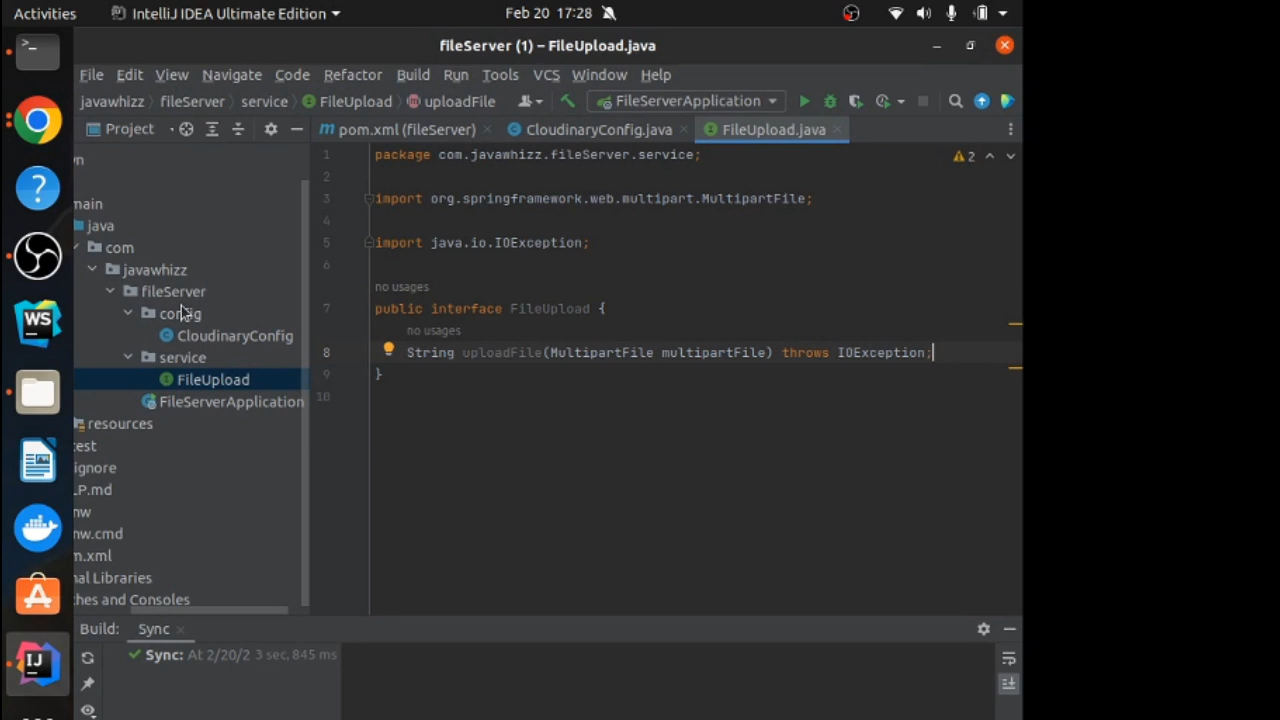 Activities
IntelliJ IDEA Ultimate Edition
Feb 20 17:28
fileServer (1) – FileUpload.java
File Edit View Navigate Code Refactor Build Run Tools VCS Window Help
javawhizz fileServer service FileUpload uploadFile
FileServerApplication
Project
pom.xml (fileServer)
CloudinaryConfig.java
FileUpload.java
main
java
com
javawhizz
fileServer
config
CloudinaryConfig
service
FileUpload
FileServerApplication
resources
test
ignore
LP.md
nw
nw.cmd
m.xml
nal Libraries
ches and Consoles
1 package com.javawhizz.fileServer.service;
2
3 import org.springframework.web.multipart.MultipartFile;
4
5 import java.io.IOException;
6
no usages
7 public interface FileUpload {
no usages
8 String uploadFile(MultipartFile multipartFile) throws IOException;
9 }
10
2
Build: Sync
Sync: At 2/20/2 3 sec, 845 ms
WS
IJ